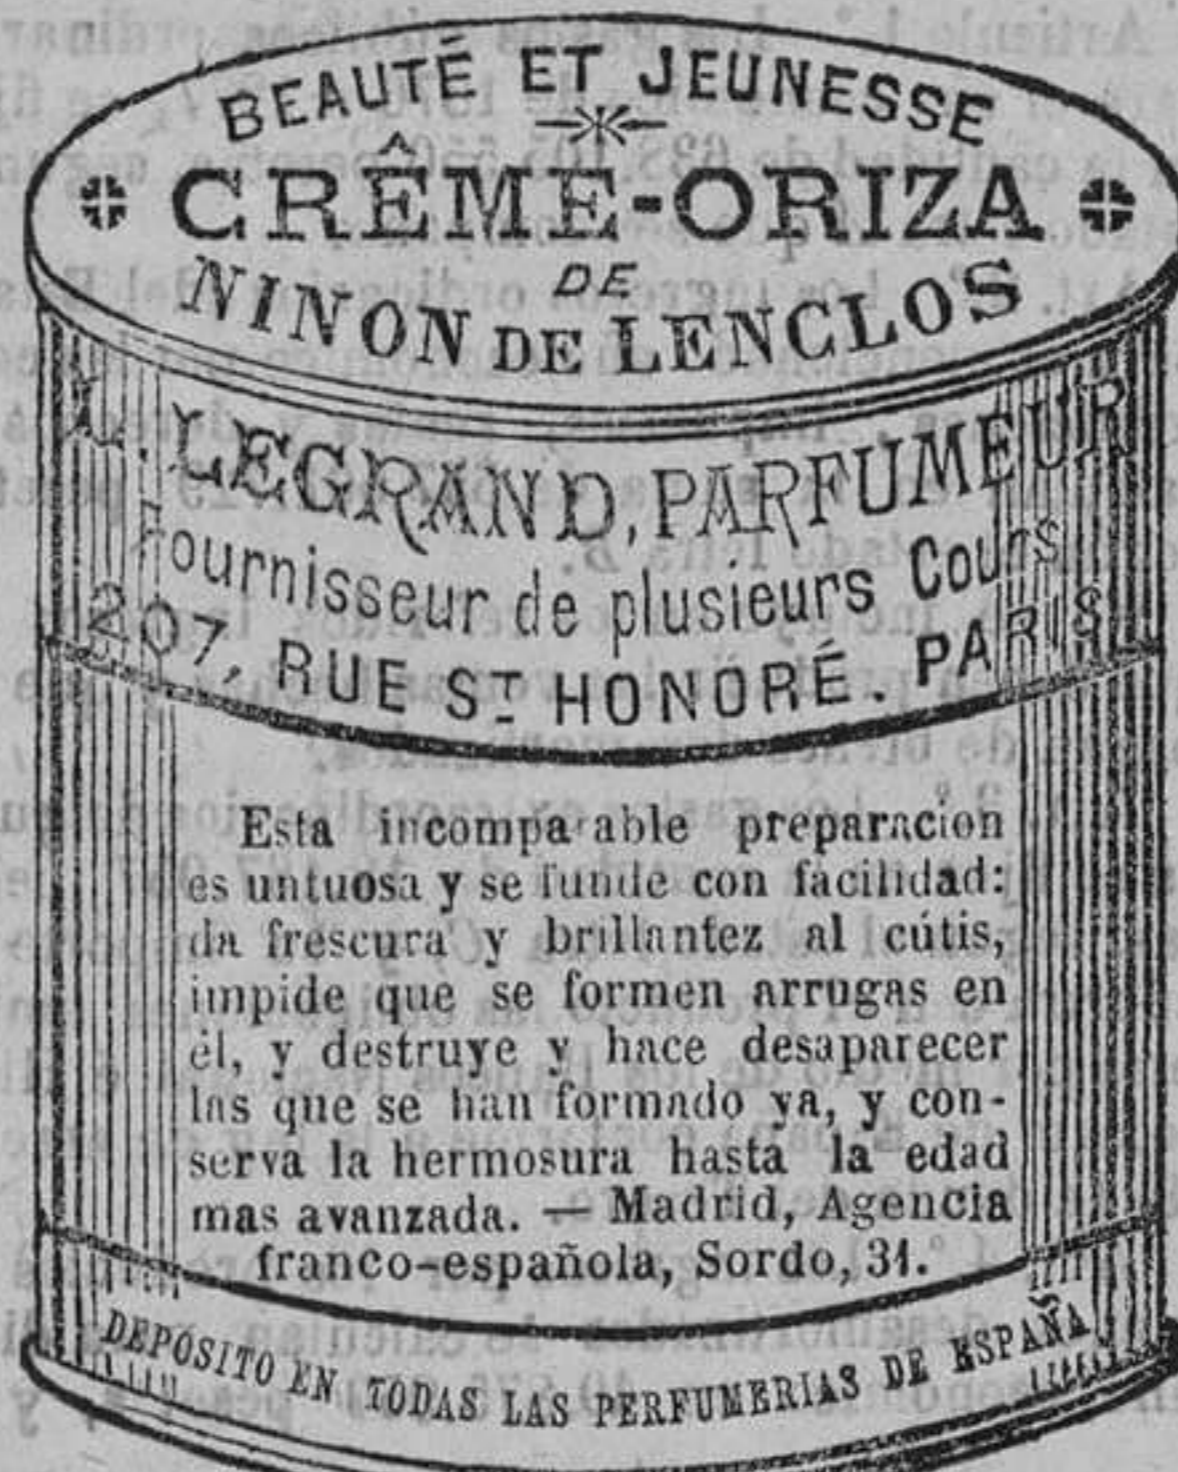 BEAUTÉ ET JEUNESSE
CRÊME-ORIZA
DE
NINON DE LENCLOS
L. LEGRAND, PARFUMEUR
Fournisseur de plusieurs Cours
207, RUE ST HONORÉ. PARIS
Esta incomparable preparacion
es untuosa y se funde con facilidad:
da frescura y brillantez al cútis,
impide que se formen arrugas en
él, y destruye y hace desaparecer
las que se han formado ya, y con-
serva la hermosura hasta la edad
mas avanzada. — Madrid, Agencia
franco-española, Sordo, 31.
DEPÓSITO EN TODAS LAS PERFUMERIAS DE ESPAÑA